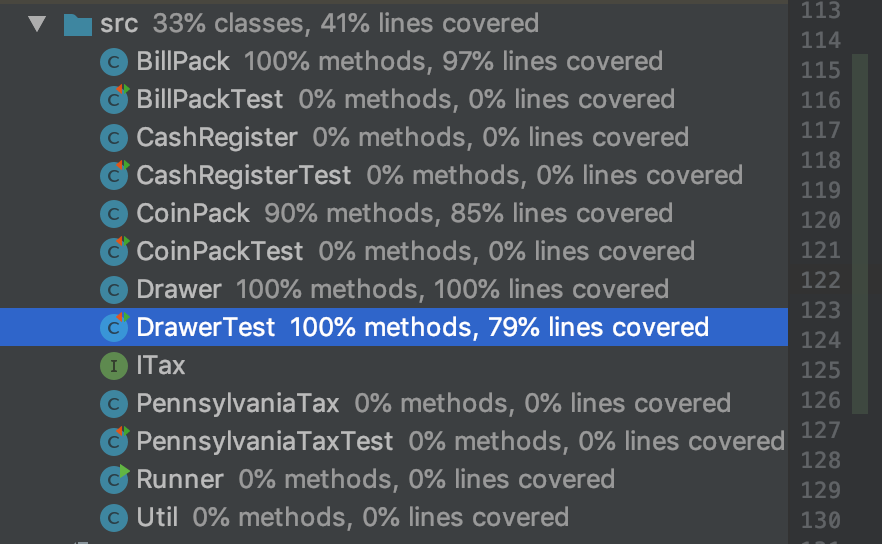 src 33% classes, 41% lines covered
BillPack 100% methods, 97% lines covered
BillPackTest 0% methods, 0% lines covered
CashRegister 0% methods, 0% lines covered
CashRegisterTest 0% methods, 0% lines covered
CoinPack 90% methods, 85% lines covered
CoinPackTest 0% methods, 0% lines covered
Drawer 100% methods, 100% lines covered
DrawerTest 100% methods, 79% lines covered
ITax
PennsylvaniaTax 0% methods, 0% lines covered
PennsylvaniaTaxTest 0% methods, 0% lines covered
Runner 0% methods, 0% lines covered
Util 0% methods, 0% lines covered
113
114
115
116
117
118
119
120
121
122
123
124
125
126
127
128
129
130